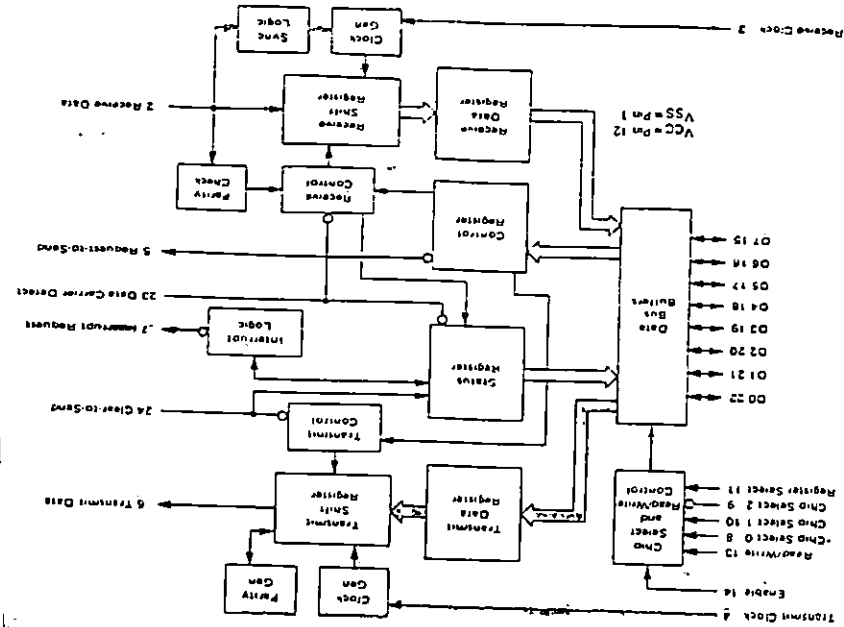 Transmit Clock 4
Enable 14
Read/Write 13
Chip Select 0 8
Chip Select 1 10
Chip Select 2 9
Register Select 11
Chip
Select
and
Read/Write
Control
D0 22
D1 21
D2 20
D3 19
D4 18
D5 17
D6 16
D7 15
Data
Bus
Buffers
VCC = Pin 12
VSS = Pin 1
Clock
Gen
Parity
Gen
Transmit
Data
Register
Transmit
Shift
Register
6 Transmit Data
Transmit
Control
24 Clear-to-Send
Status
Register
Interrupt
Logic
7 Interrupt Request
23 Data Carrier Detect
5 Request-to-Send
Control
Register
Receive
Control
Parity
Check
Receive
Data
Register
Receive
Shift
Register
2 Receive Data
Clock
Gen
Sync
Logic
Receive Clock 3